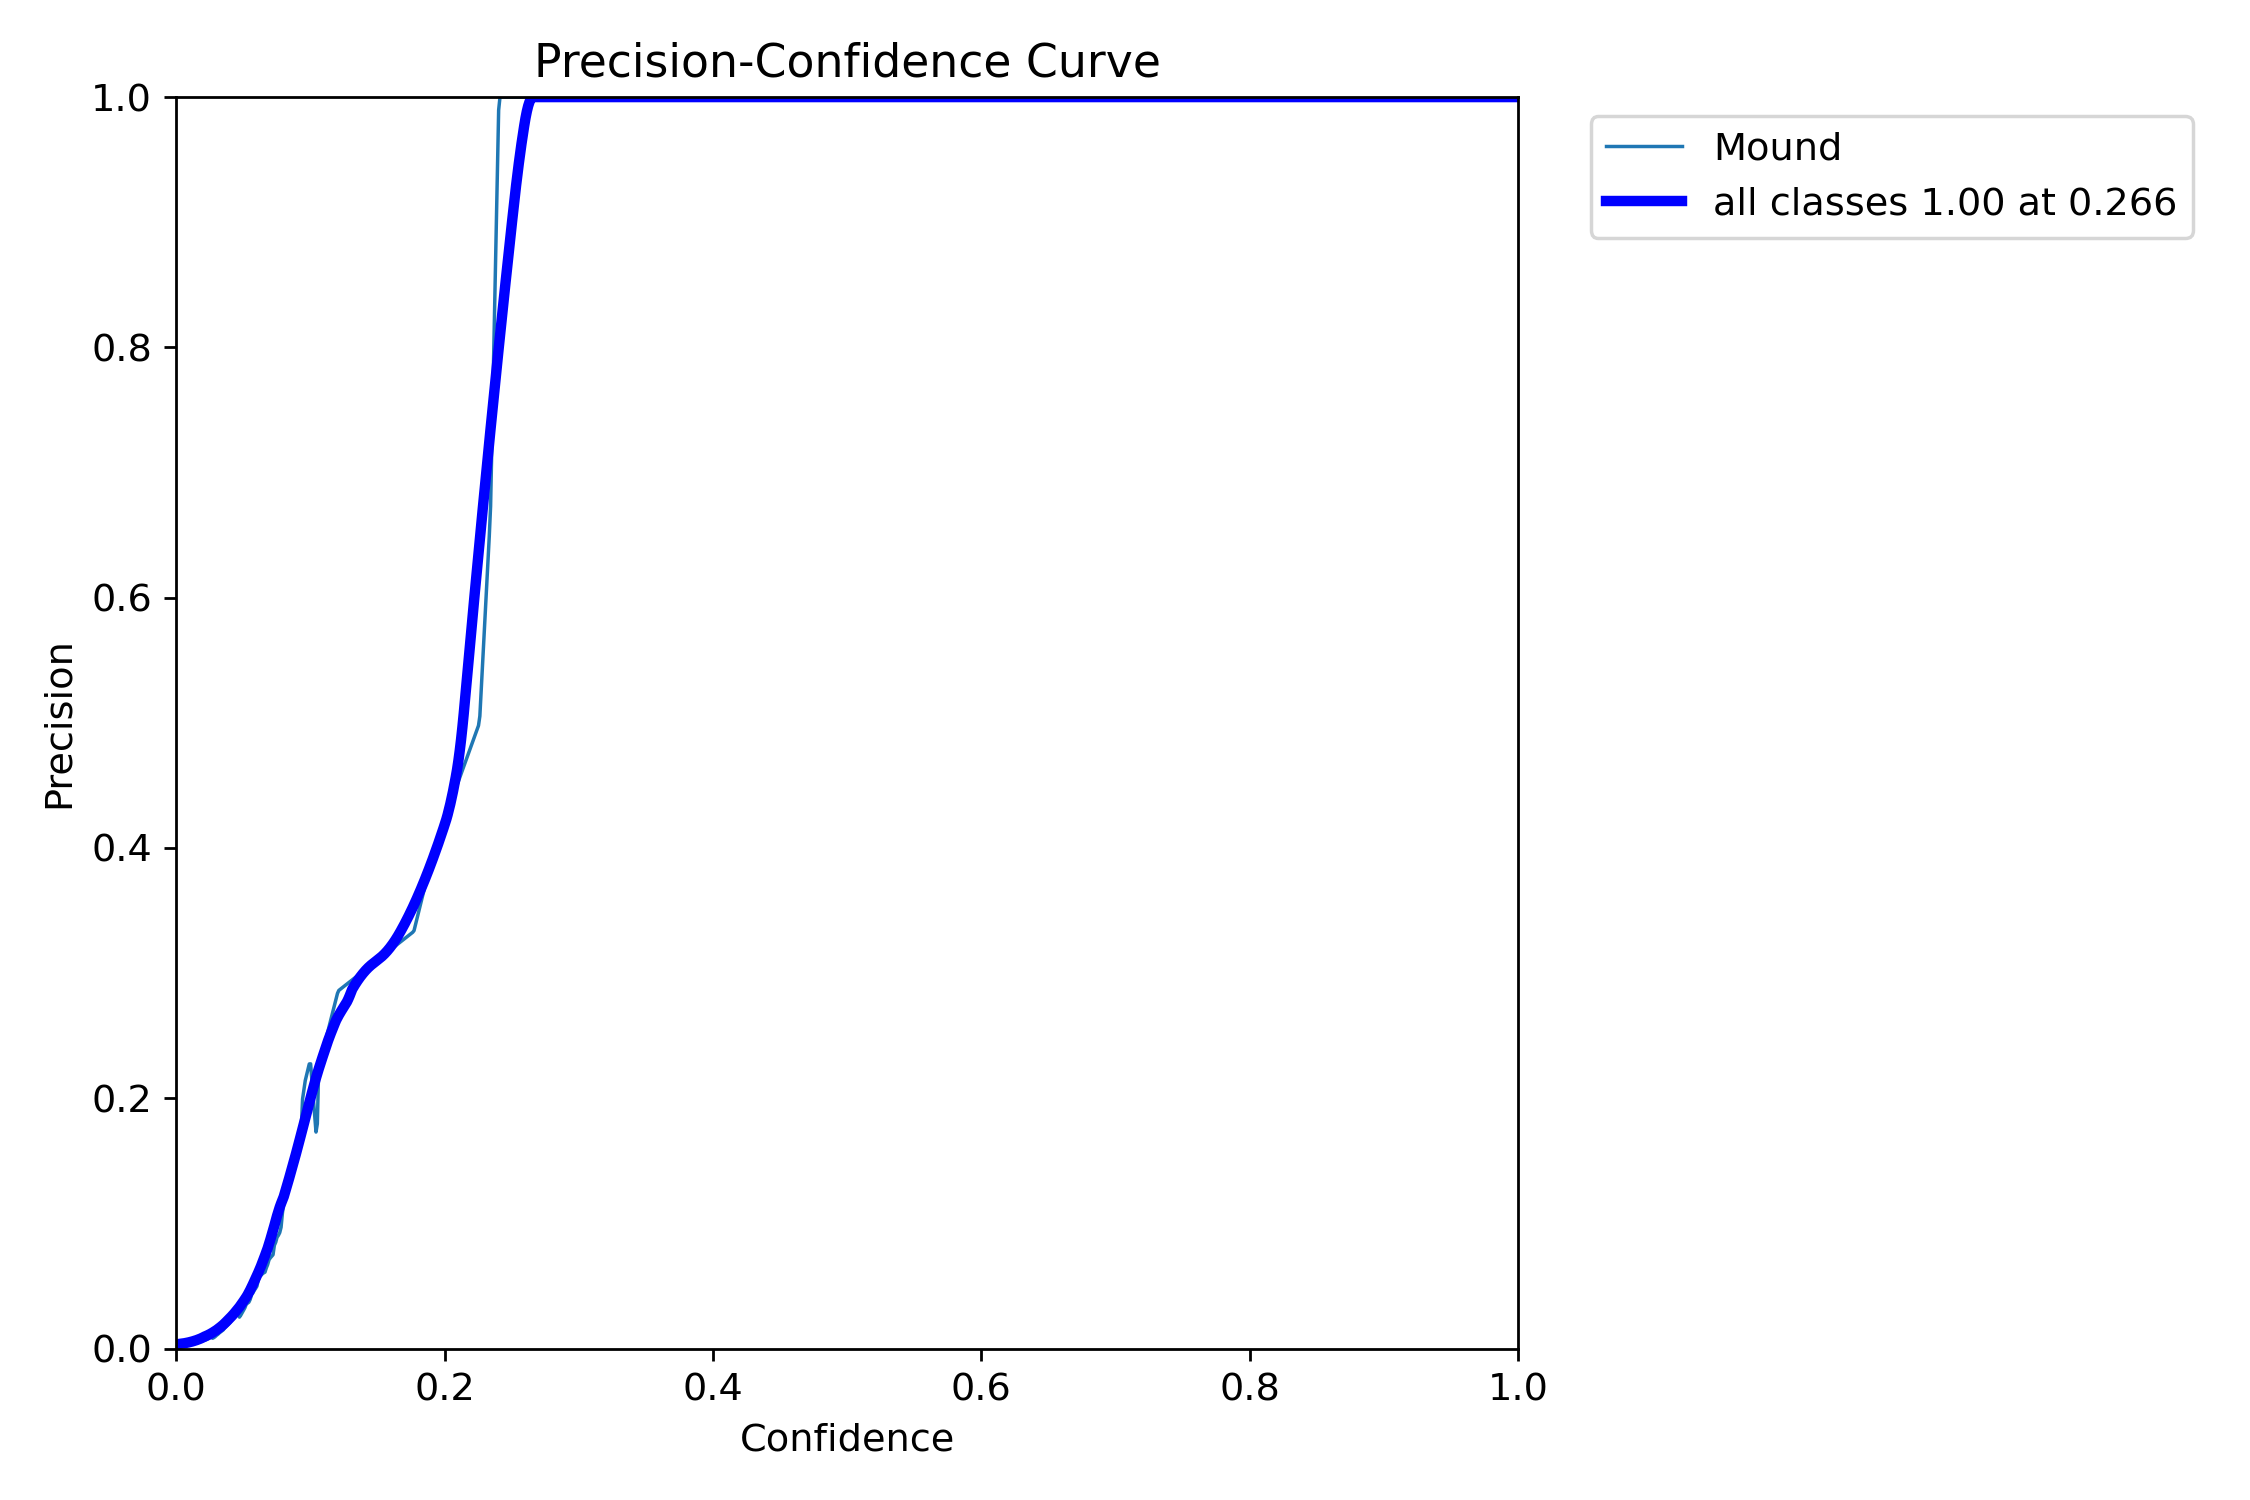 Precision-Confidence Curve
1.0
0.8
0.6
0.4
0.2
0.0
Precision
0.0 0.2 0.4 0.6 0.8 1.0
Confidence
Mound
all classes 1.00 at 0.266